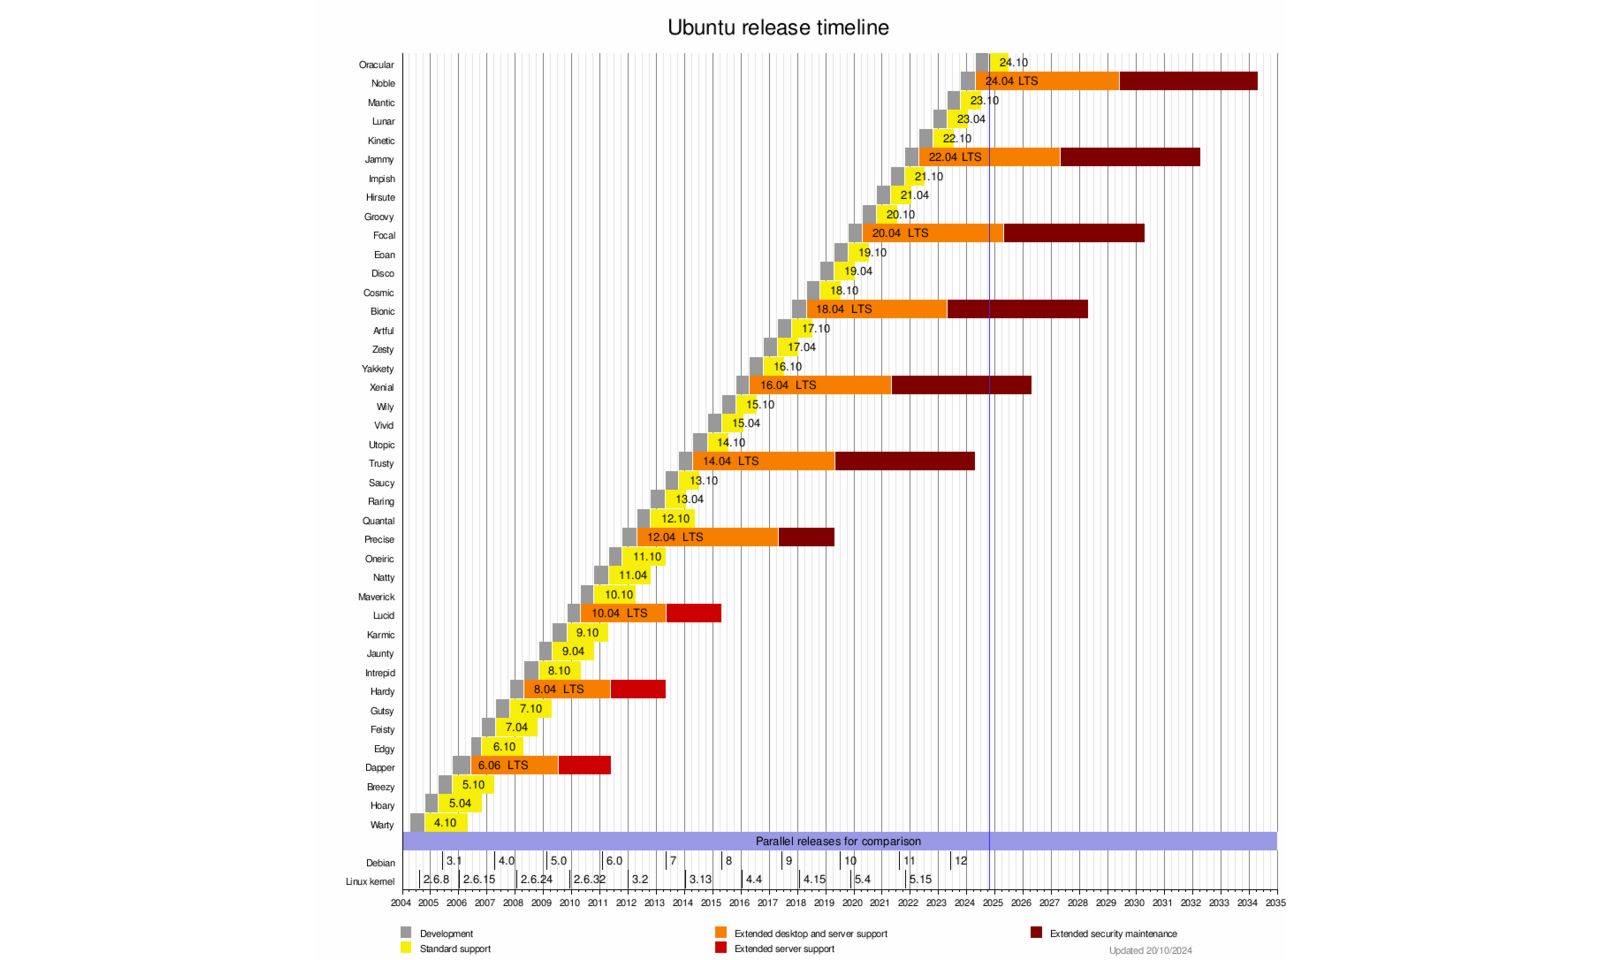 Ubuntu release timeline
Oracular 24.10
Noble 24.04 LTS
Mantic 23.10
Lunar 23.04
Kinetic 22.10
Jammy 22.04 LTS
Impish 21.10
Hirsute 21.04
Groovy 20.10
Focal 20.04 LTS
Eoan 19.10
Disco 19.04
Cosmic 18.10
Bionic 18.04 LTS
Artful 17.10
Zesty 17.04
Yakkety 16.10
Xenial 16.04 LTS
Wily 15.10
Vivid 15.04
Utopic 14.10
Trusty 14.04 LTS
Saucy 13.10
Raring 13.04
Quantal 12.10
Precise 12.04 LTS
Oneiric 11.10
Natty 11.04
Maverick 10.10
Lucid 10.04 LTS
Karmic 9.10
Jaunty 9.04
Intrepid 8.10
Hardy 8.04 LTS
Gutsy 7.10
Feisty 7.04
Edgy 6.10
Dapper 6.06 LTS
Breezy 5.10
Hoary 5.04
Warty 4.10
Parallel releases for comparison
Debian 3.1 4.0 5.0 6.0 7 8 9 10 11 12
Linux kernel 2.6.8 2.6.15 2.6.24 2.6.32 3.2 3.13 4.4 4.15 5.4 5.15
2004 2005 2006 2007 2008 2009 2010 2011 2012 2013 2014 2015 2016 2017 2018 2019 2020 2021 2022 2023 2024 2025 2026 2027 2028 2029 2030 2031 2032 2033 2034 2035
Development Extended desktop and server support Extended security maintenance
Standard support Extended server support
Updated 20/10/2024